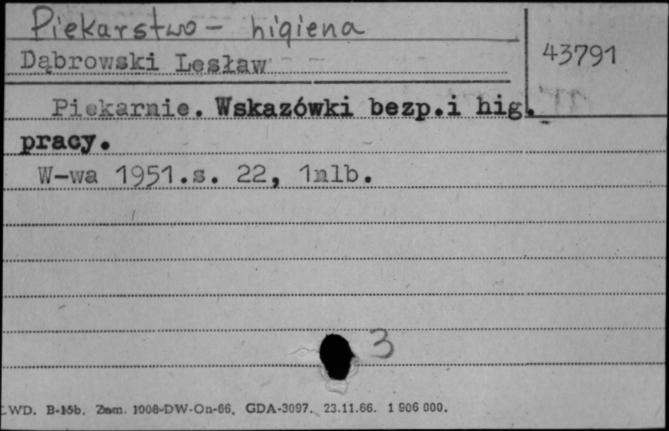 Piekarstwo - higiena
43791
Dąbrowski Lesław
Piekarnie. Wskazówki bezp.i hig.
pracy.
W-wa 1951.s. 22, 1nlb.
3
WD. B-15b. Zam. 1008-DW-On-66. GDA-3097. 23.11.66. 1 906 000.